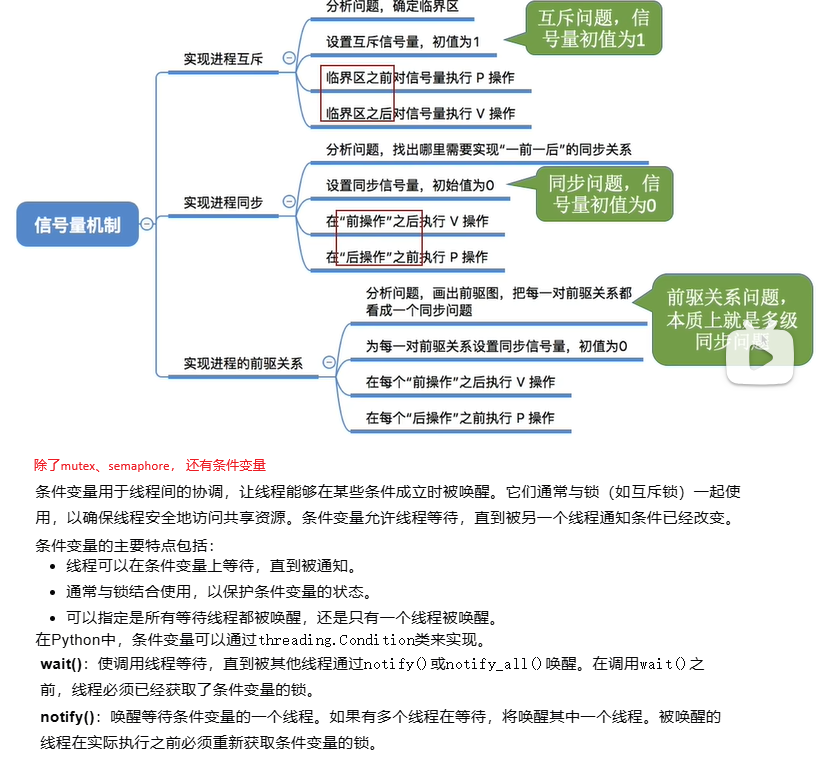 分析问题，确定临界区
设置互斥信号量，初值为1
互斥问题，信
号量初值为1
实现进程互斥
临界区之前对信号量执行 P 操作
临界区之后对信号量执行 V 操作
分析问题，找出哪里需要实现“一前一后”的同步关系
设置同步信号量，初始值为0
同步问题，信
号量初值为0
实现进程同步
信号量机制
在“前操作”之后执行 V 操作
在“后操作”之前执行 P 操作
分析问题，画出前驱图，把每一对前驱关系都
看成一个同步问题
前驱关系问题，
本质上就是多级
同步问题
为每一对前驱关系设置同步信号量，初值为0
实现进程的前驱关系
在每个“前操作”之后执行 V 操作
在每个“后操作”之前执行 P 操作
除了mutex、semaphore， 还有条件变量
条件变量用于线程间的协调，让线程能够在某些条件成立时被唤醒。它们通常与锁（如互斥锁）一起使
用，以确保线程安全地访问共享资源。条件变量允许线程等待，直到被另一个线程通知条件已经改变。
条件变量的主要特点包括：
• 线程可以在条件变量上等待，直到被通知。
• 通常与锁结合使用，以保护条件变量的状态。
• 可以指定是所有等待线程都被唤醒，还是只有一个线程被唤醒。
在Python中，条件变量可以通过threading.Condition类来实现。
wait()：使调用线程等待，直到被其他线程通过notify()或notify_all()唤醒。在调用wait()之
前，线程必须已经获取了条件变量的锁。
notify()：唤醒等待条件变量的一个线程。如果有多个线程在等待，将唤醒其中一个线程。被唤醒的
线程在实际执行之前必须重新获取条件变量的锁。